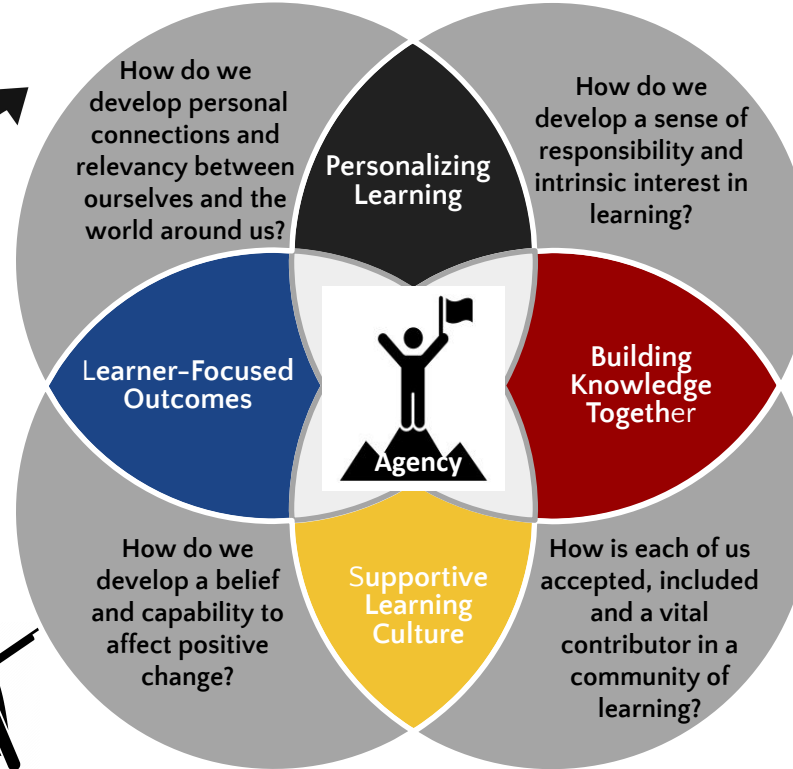 How do we
develop personal
connections and
relevancy between
ourselves and the
world around us?
Personalizing
Learning
How do we
develop a sense of
responsibility and
intrinsic interest in
learning?
Learner-Focused
Outcomes
Agency
Building
Knowledge
Together
How do we
develop a belief
and capability to
affect positive
change?
Supportive
Learning
Culture
How is each of us
accepted, included
and a vital
contributor in a
community of
learning?